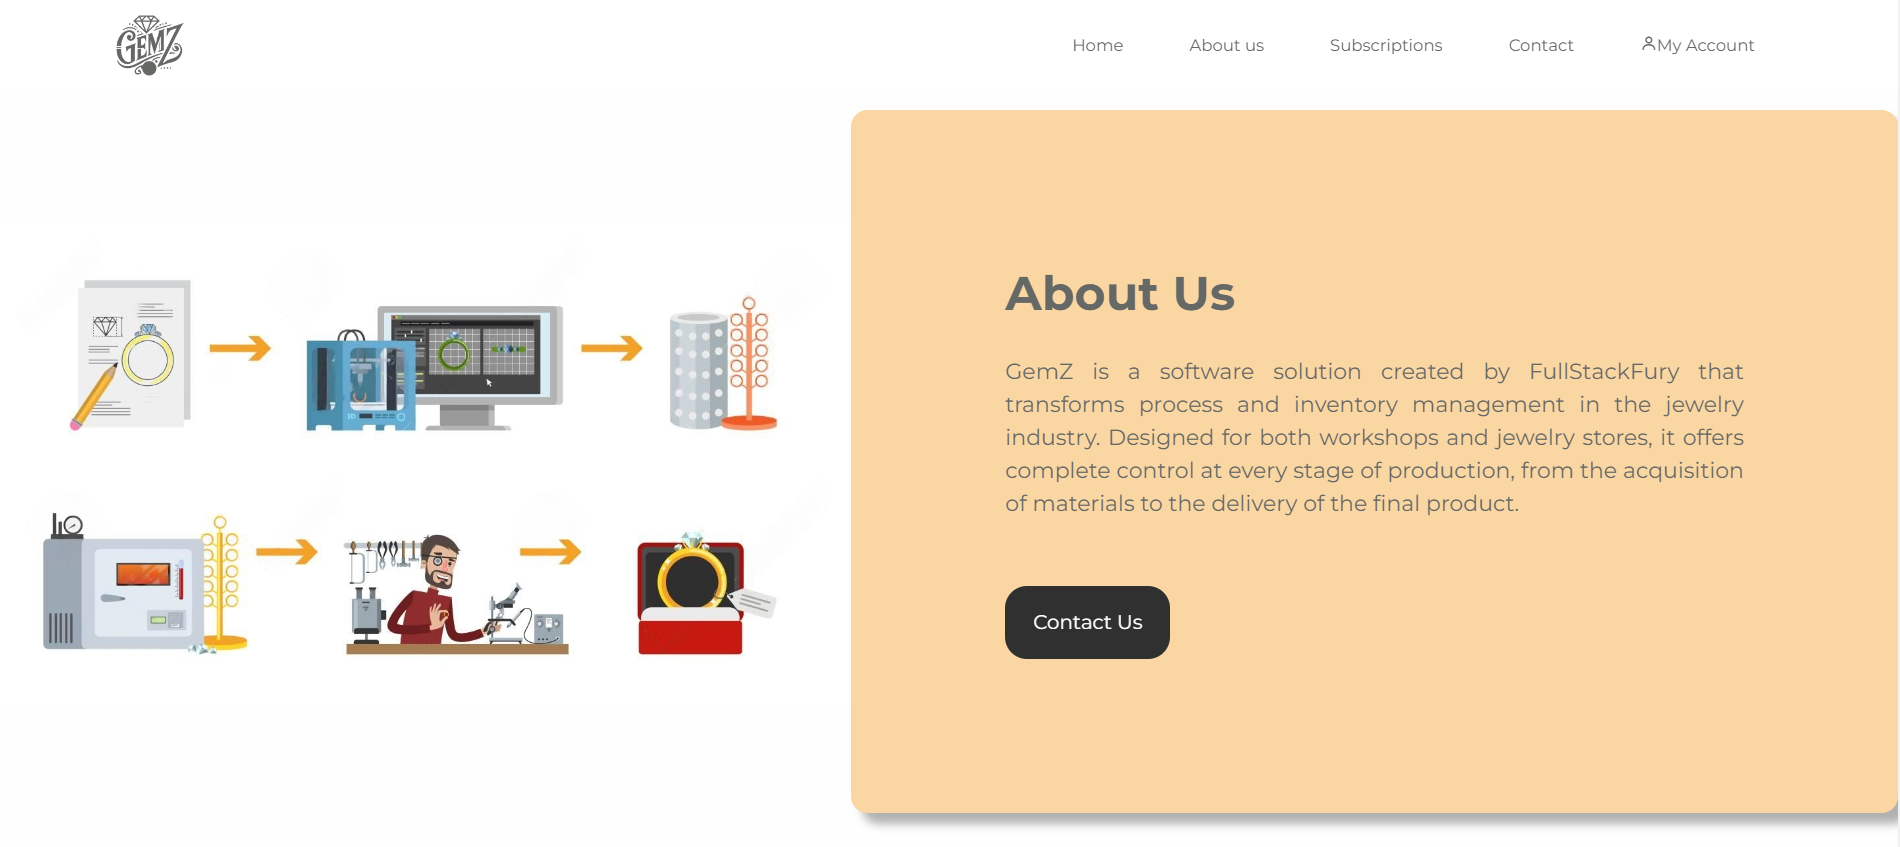 GEMZ
Home
About us
Subscriptions
Contact
My Account
3D
About Us
GemZ is a software solution created by FullStackFury that
transforms process and inventory management in the jewelry
industry. Designed for both workshops and jewelry stores, it offers
complete control at every stage of production, from the acquisition
of materials to the delivery of the final product.
Contact Us